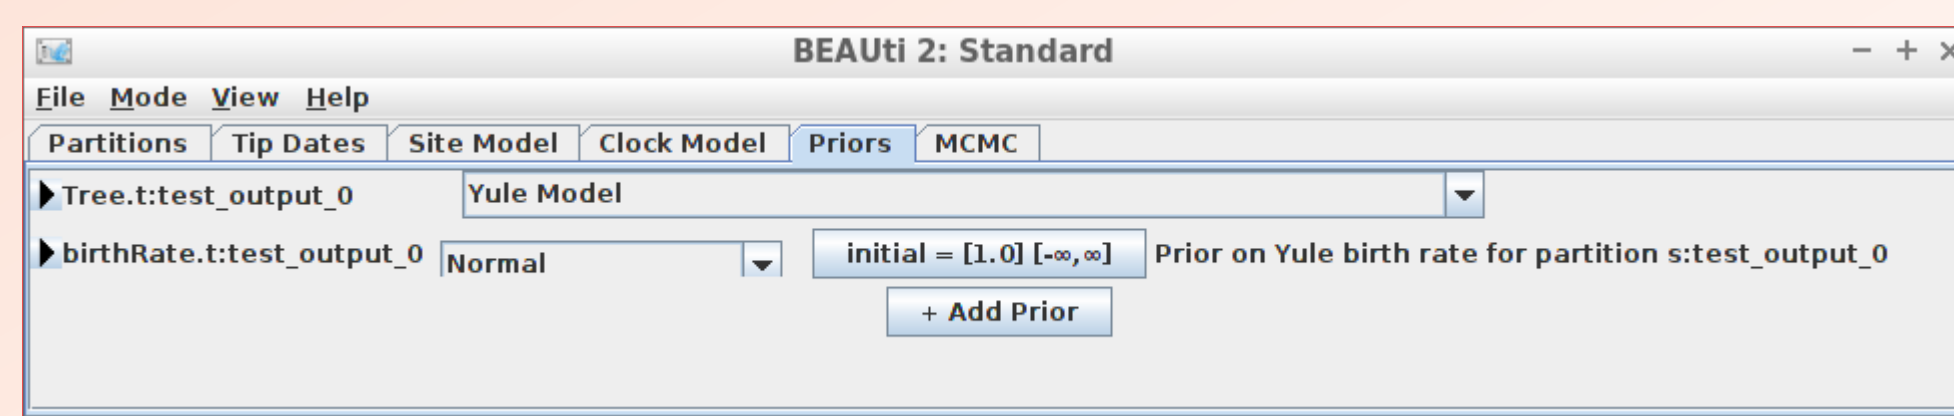 BEAUti 2: Standard
File Mode View Help
Partitions Tip Dates Site Model Clock Model Priors MCMC
Tree.t:test_output_0 Yule Model
birthRate.t:test_output_0 Normal initial = [1.0] [-∞,∞] Prior on Yule birth rate for partition s:test_output_0
+ Add Prior